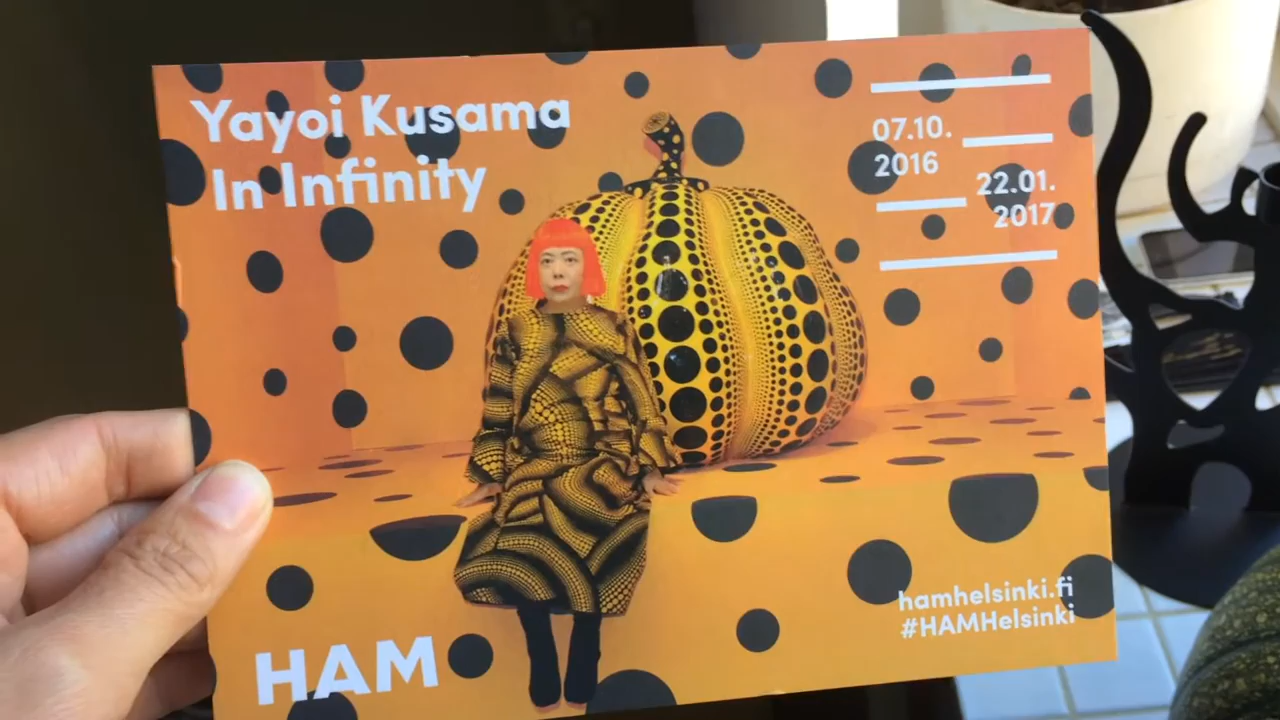 Yayoi Kusama
In Infinity
07.10.
2016
22.01.
2017
hamhelsinki.fi
#HAMHelsinki
HAM